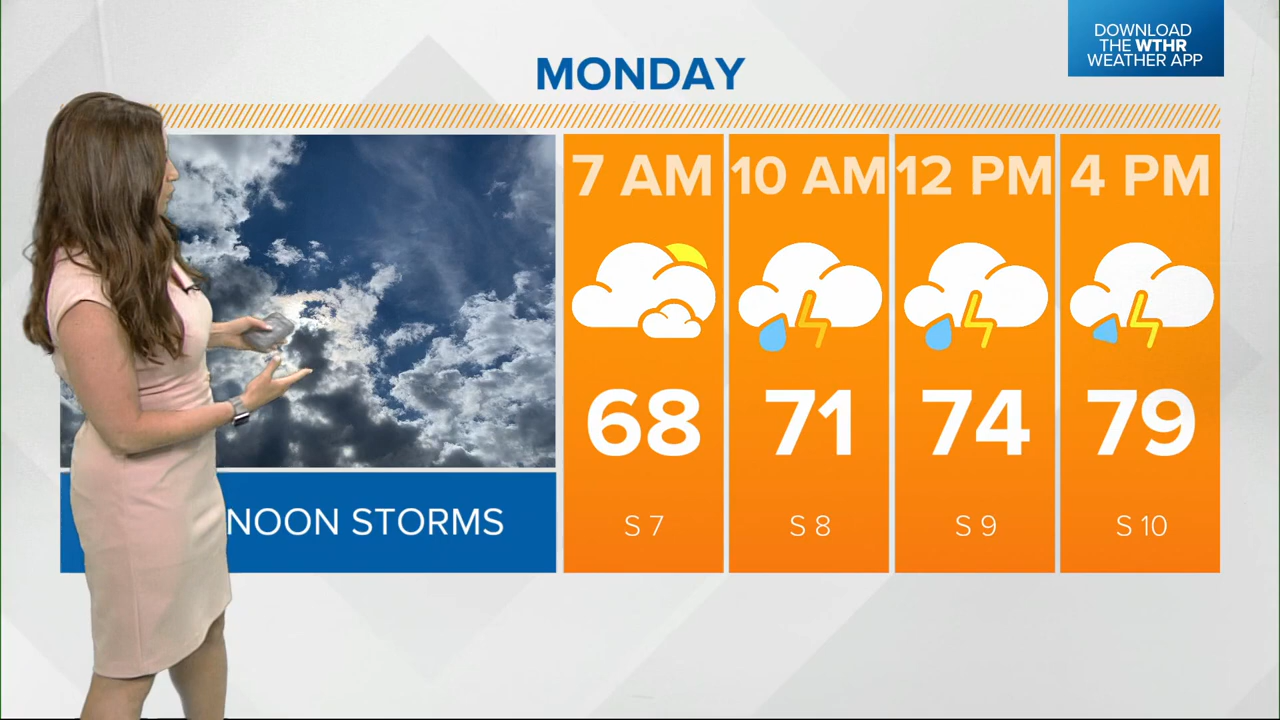 DOWNLOAD
THE WTHR
WEATHER APP
MONDAY
7 AM
10 AM
12 PM
4 PM
NOON STORMS
68
71
74
79
S 7
S 8
S 9
S 10